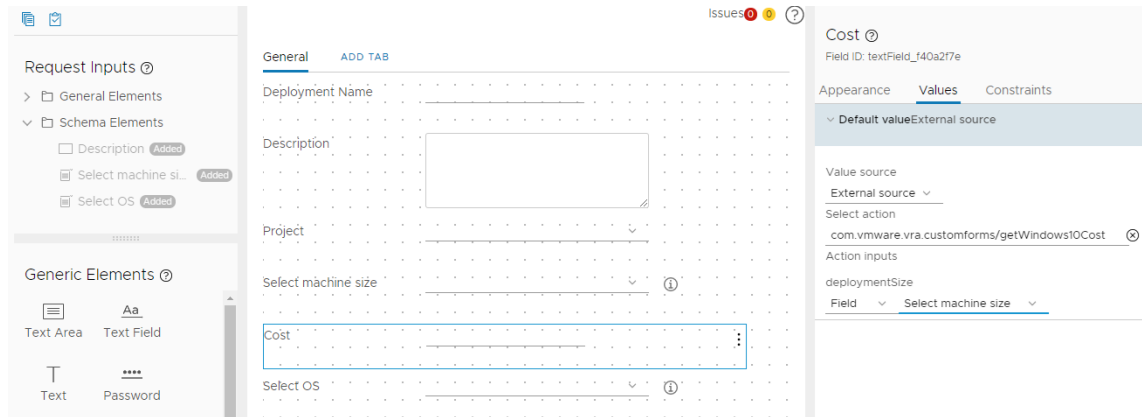 Issues 0 0
Request Inputs
General Elements
Schema Elements
Description Added
Select machine si... Added
Select OS Added
Generic Elements
Aa
Text Area Text Field
T
Text Password
General ADD TAB
Deployment Name
Description
Project
Select machine size
Cost
Select OS
Cost
Field ID: textField_f40a2f7e
Appearance Values Constraints
Default valueExternal source
Value source
External source
Select action
com.vmware.vra.customforms/getWindows10Cost
Action inputs
deploymentSize
Field Select machine size